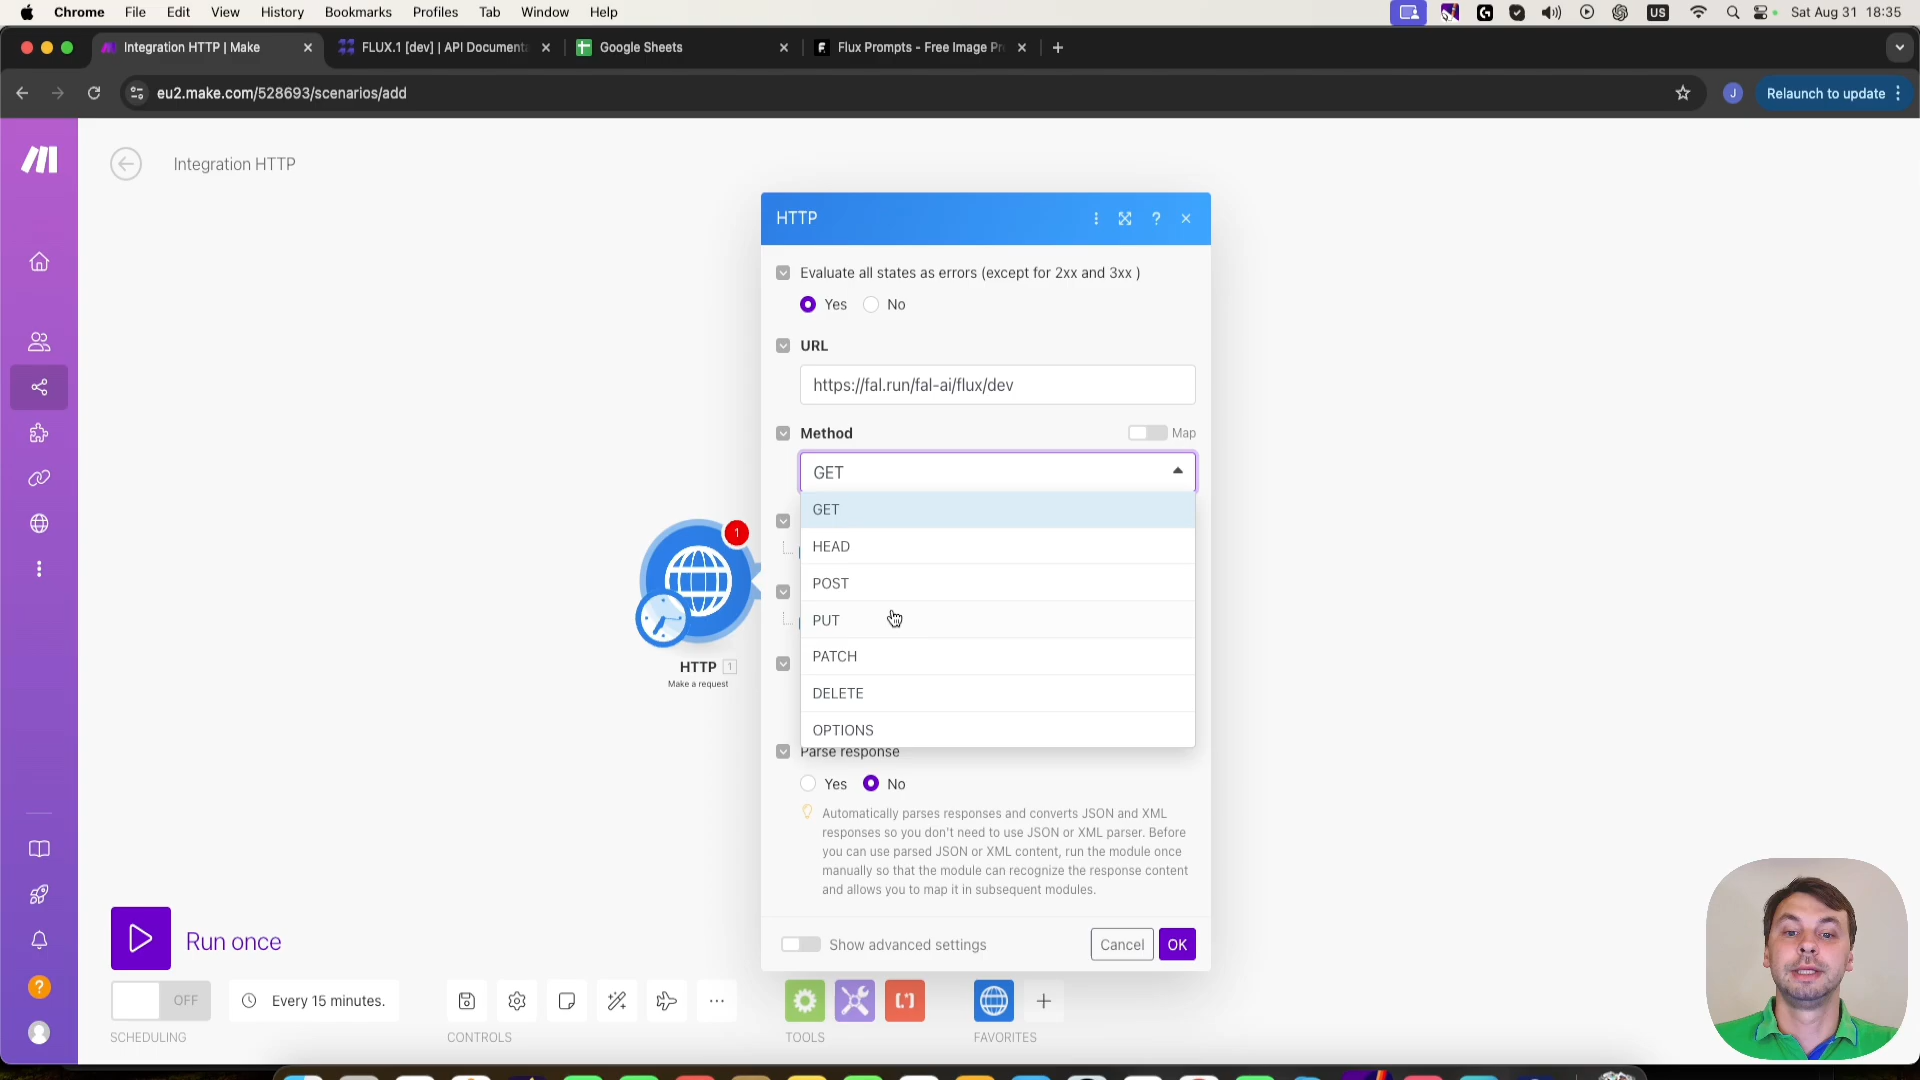 Chrome File Edit View History Bookmarks Profiles Tab Window Help
US Sat Aug 31 18:35
Integration HTTP | Make
FLUX.1 [dev] | API Documenta
Google Sheets
Flux Prompts - Free Image Pr
eu2.make.com/528693/scenarios/add
J
Relaunch to update
Integration HTTP
HTTP
Evaluate all states as errors (except for 2xx and 3xx )
Yes No
URL
https://fal.run/fal-ai/flux/dev
Method Map
GET
GET
HEAD
POST
PUT
PATCH
DELETE
OPTIONS
1
HTTP 1
Make a request
Parse response
Yes No
Automatically parses responses and converts JSON and XML
responses so you don't need to use JSON or XML parser. Before
you can use parsed JSON or XML content, run the module once
manually so that the module can recognize the response content
and allows you to map it in subsequent modules.
Show advanced settings Cancel OK
Run once
OFF Every 15 minutes.
SCHEDULING CONTROLS TOOLS FAVORITES